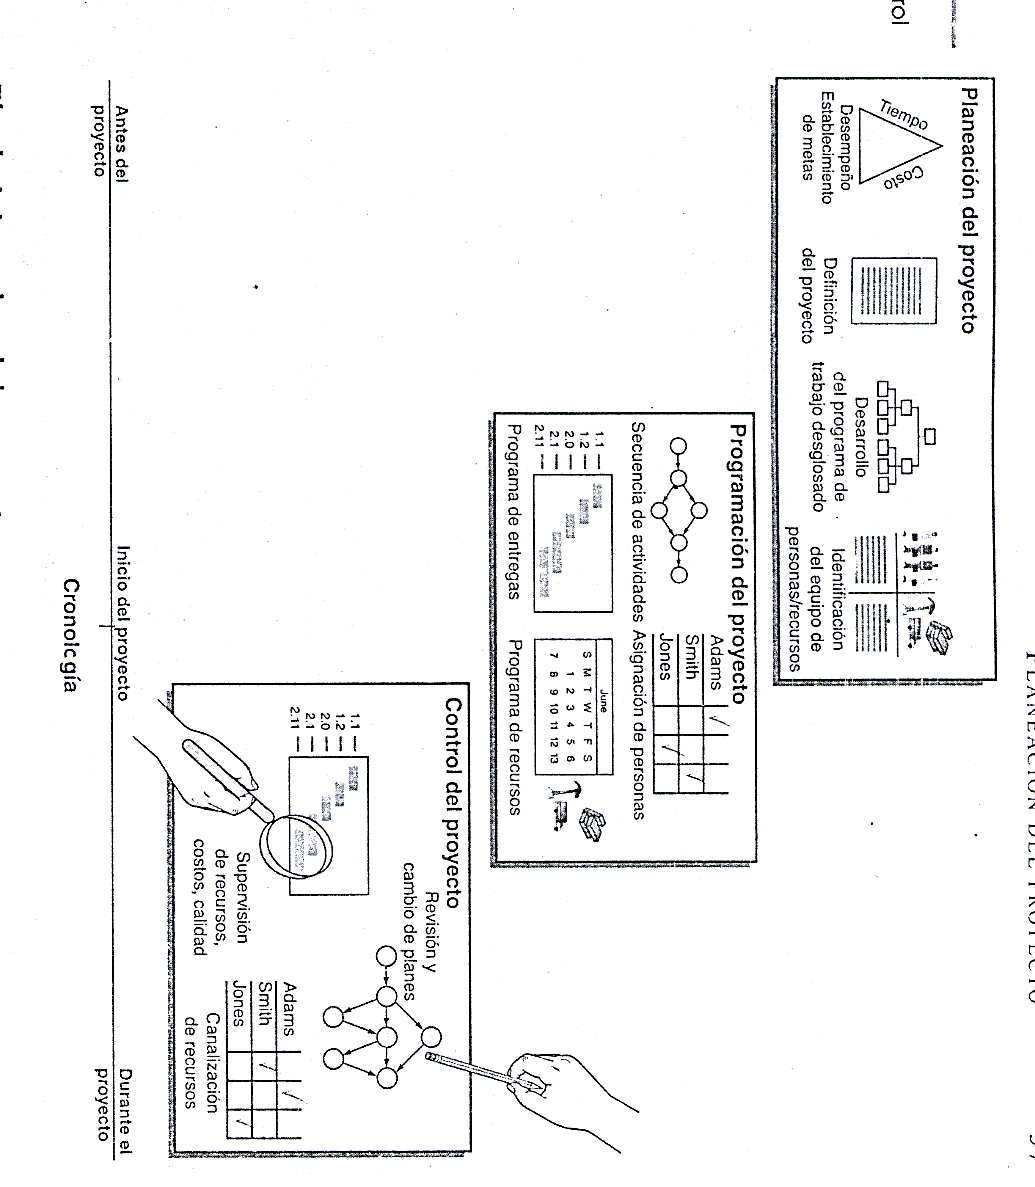 rol
PLANEACIÓN DEL PROYECTO
Planeación del proyecto
Tiempo
Costo
Desempeño
Establecimiento
de metas
Definición
del proyecto
Desarrollo
del programa de
trabajo desglosado
Identificación
del equipo de
personas/recursos
Programación del proyecto
Secuencia de actividades
Adams
Smith
Jones
Asignación de personas
1.1
1.2
2.0
2.1
2.11
Programa de entregas
June
S M T W T F S
1 2 3 4 5 6
7 8 9 10 11 12 13
Programa de recursos
Control del proyecto
1.1
1.2
2.0
2.1
2.11
Supervisión
de recursos,
costos, calidad
Revisión y
cambio de planes
Adams
Smith
Jones
Canalización
de recursos
Antes del
proyecto
Inicio del proyecto
Durante el
proyecto
Cronología